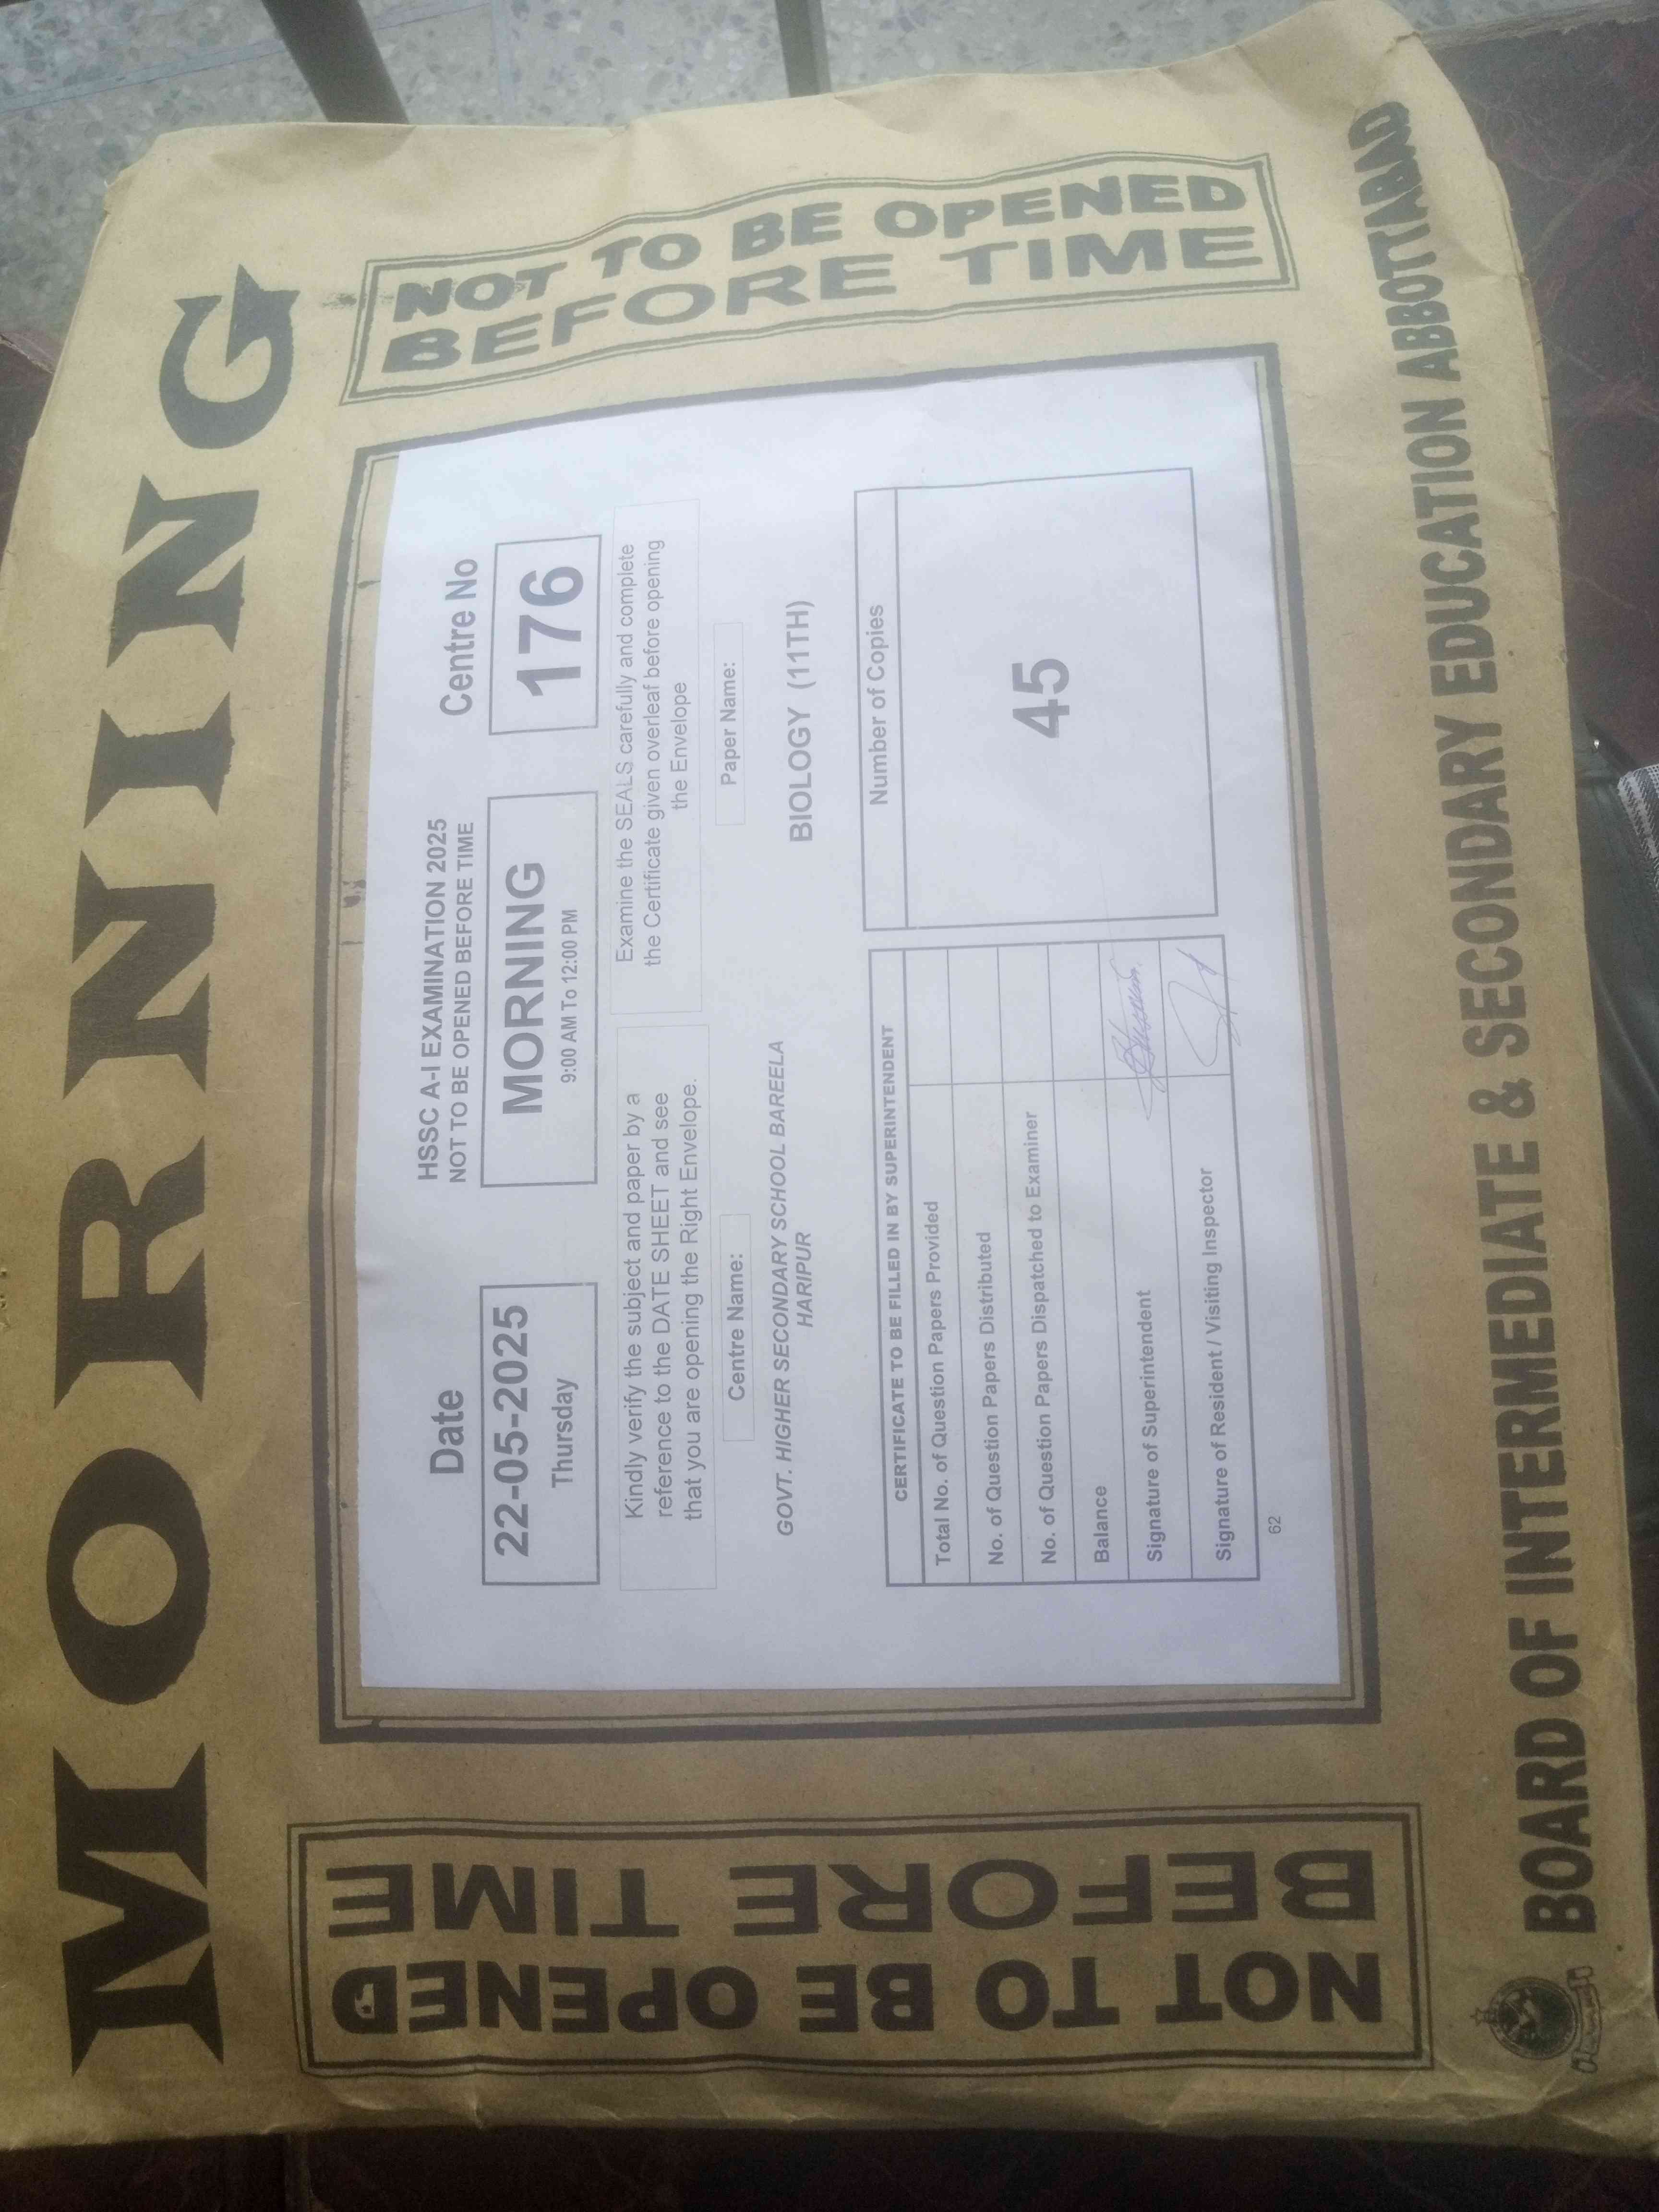 MORNING
NOT TO BE OPENED
BEFORE TIME
HSSC A-I EXAMINATION 2025
NOT TO BE OPENED BEFORE TIME
Date
22-05-2025
Thursday
MORNING
9:00 AM To 12:00 PM
Centre No
176
Kindly verify the subject and paper by a
reference to the DATE SHEET and see
that you are opening the Right Envelope.
Examine the SEALS carefully and complete
the Certificate given overleaf before opening
the Envelope
Centre Name:
GOVT. HIGHER SECONDARY SCHOOL BAREELA
HARIPUR
Paper Name:
BIOLOGY (11TH)
CERTIFICATE TO BE FILLED IN BY SUPERINTENDENT
Total No. of Question Papers Provided
No. of Question Papers Distributed
No. of Question Papers Dispatched to Examiner
Balance
Signature of Superintendent
Signature of Resident / Visiting Inspector
Number of Copies
45
62
NOT TO BE OPENED
BEFORE TIME
BOARD OF INTERMEDIATE & SECONDARY EDUCATION ABBOTTABAD